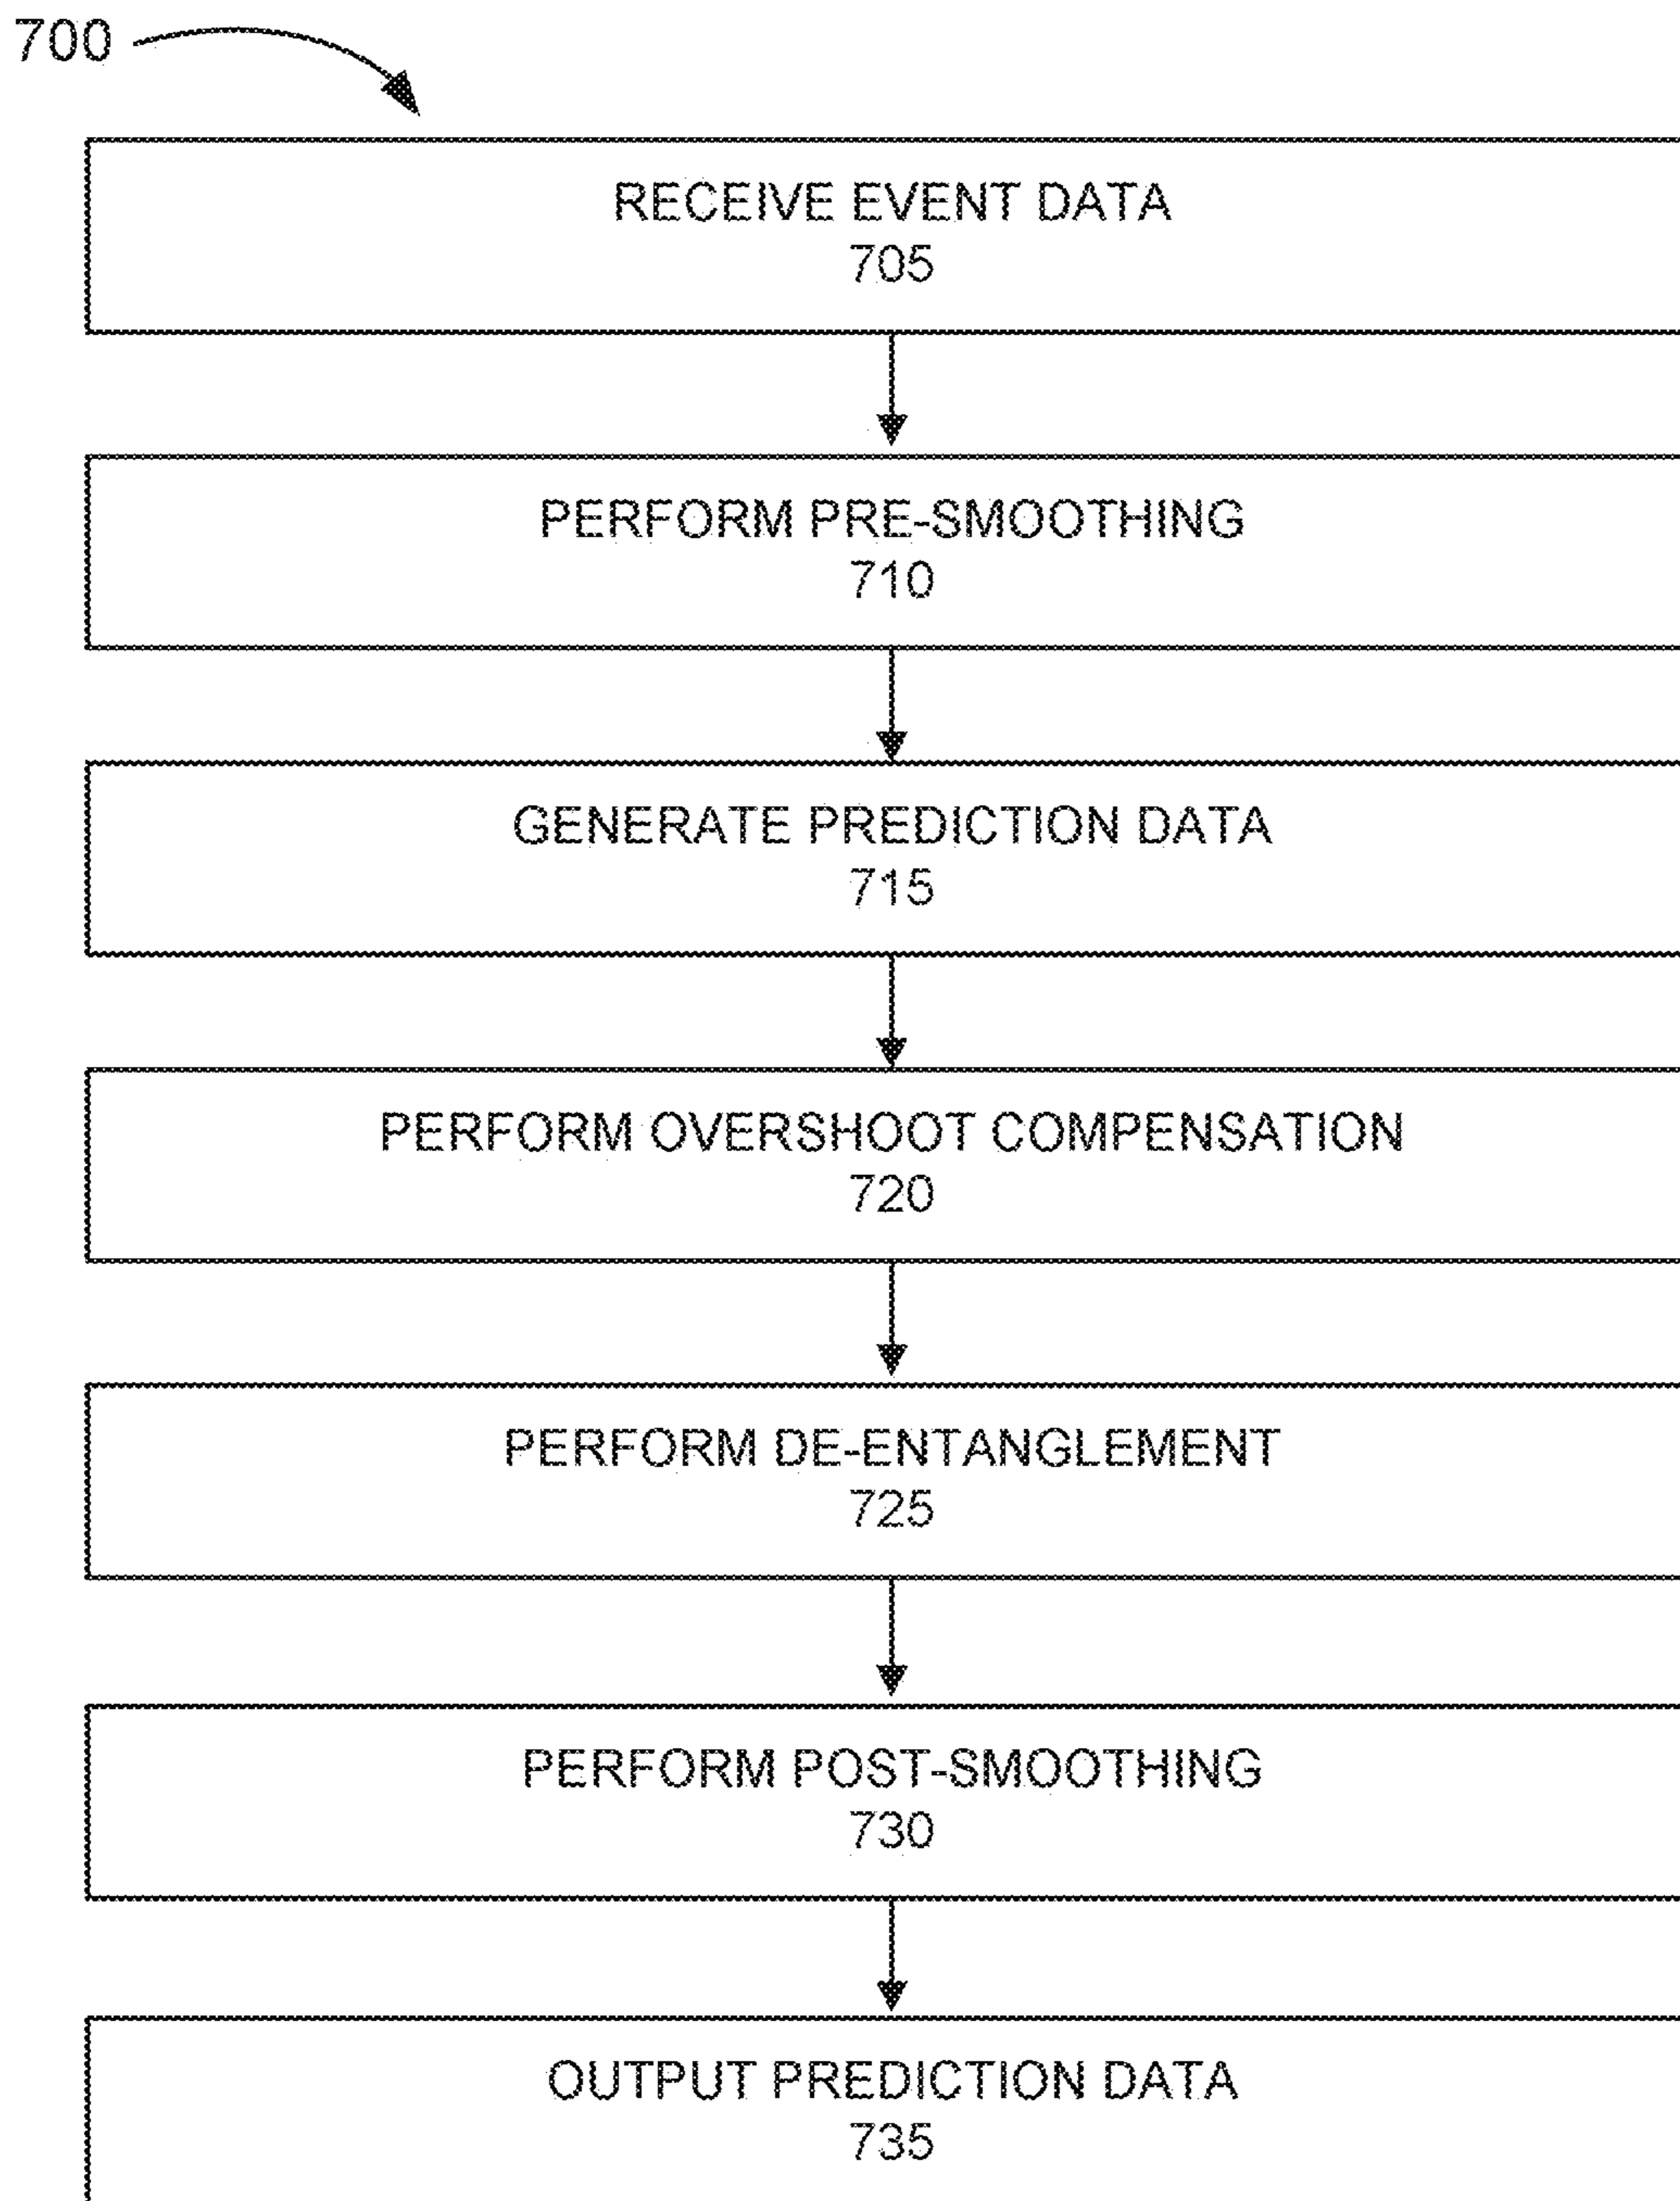 700
RECEIVE EVENT DATA
705
PERFORM PRE-SMOOTHING
710
GENERATE PREDICTION DATA
715
PERFORM OVERSHOOT COMPENSATION
720
PERFORM DE-ENTANGLEMENT
725
PERFORM POST-SMOOTHING
730
OUTPUT PREDICTION DATA
735